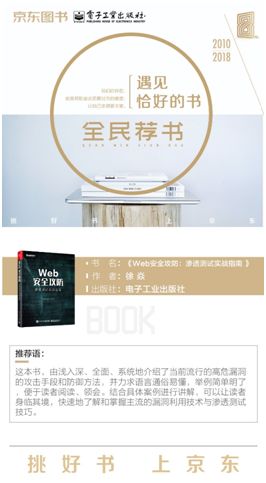 京东图书 电子工业出版社
2010
2018
遇见
恰好的书
全民荐书
QUAN MIN JIAN SHU
挑 好 书 上 京 东
书 名：《Web安全攻防：渗透测试实战指南》
作 者：徐 焱
出版社：电子工业出版社
Web
安全攻防
BOOK
推荐语：
这本书，由浅入深、全面、系统地介绍了当前流行的高危漏洞
的攻击手段和防御方法，并力求语言通俗易懂，举例简单明了
，便于读者阅读、领会。结合具体案例进行讲解，可以让读者
身临其境，快速地了解和掌握主流的漏洞利用技术与渗透测试
技巧。
挑好书 上京东